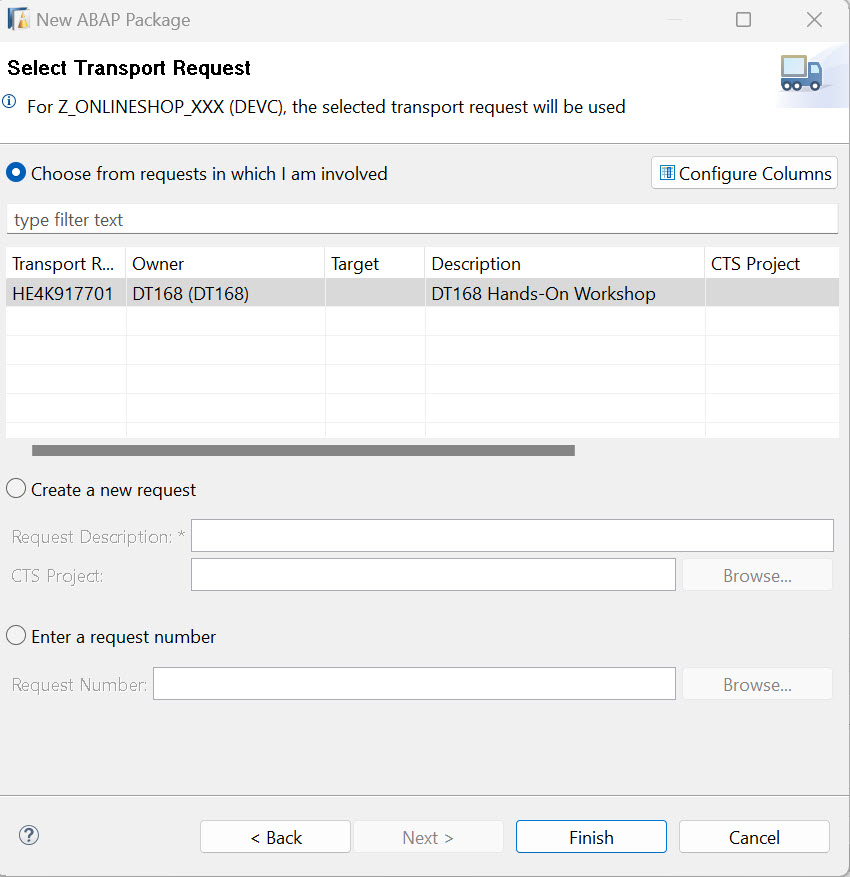 New ABAP Package
Select Transport Request
For Z_ONLINESHOP_XXX (DEVC), the selected transport request will be used
Choose from requests in which I am involved
Configure Columns
type filter text
Transport R... Owner Target Description CTS Project
HE4K917701 DT168 (DT168) DT168 Hands-On Workshop
Create a new request
Request Description: *
CTS Project:
Browse...
Enter a request number
Request Number:
Browse...
? < Back Next > Finish Cancel